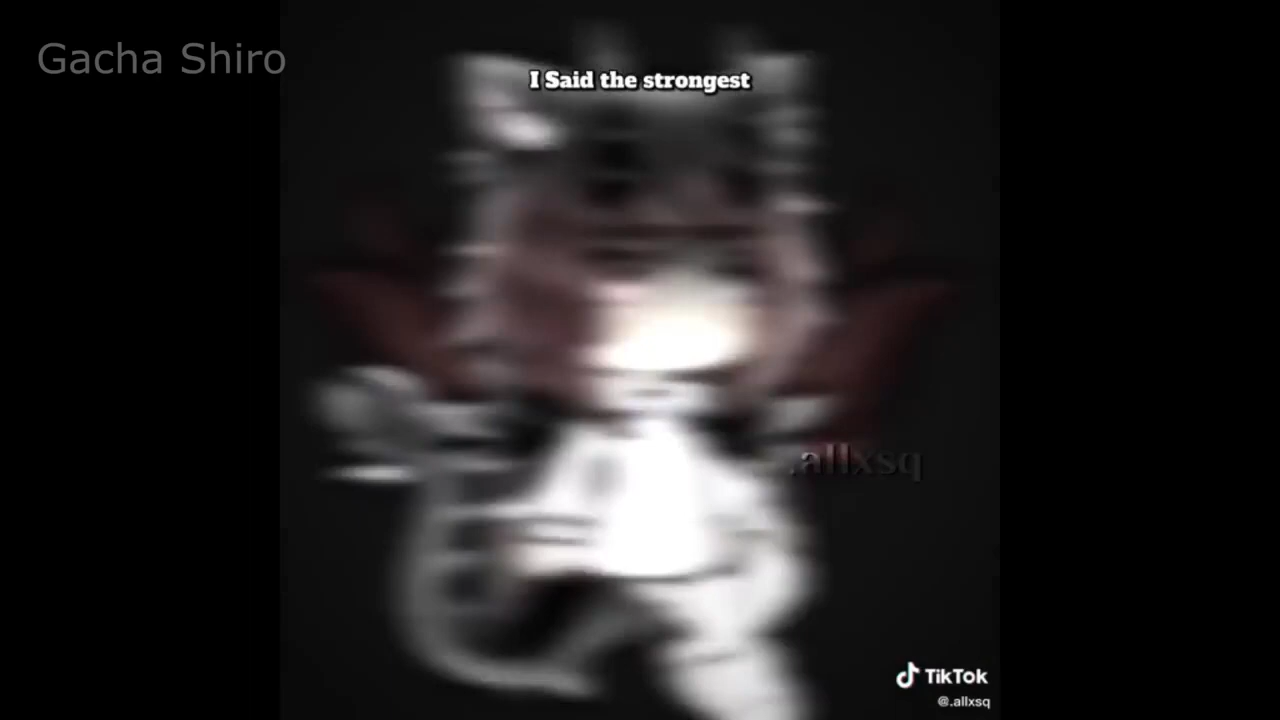 Gacha Shiro
I Said the strongest
.allxsq
TikTok
@.allxsq